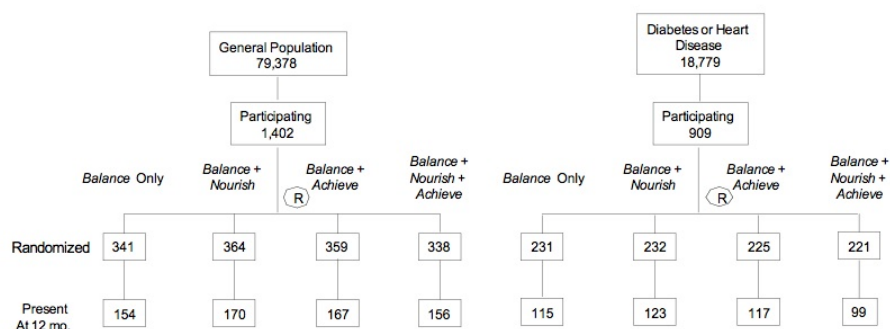 General Population
79,378
Diabetes or Heart
Disease
18,779
Participating
1,402
Participating
909
Balance Only
Balance +
Nourish
Balance +
Achieve
Balance +
Nourish +
Achieve
Balance Only
Balance +
Nourish
Balance +
Achieve
Balance +
Nourish +
Achieve
R
R
Randomized
341
364
359
338
231
232
225
221
Present
At 12 mo.
154
170
167
156
115
123
117
99